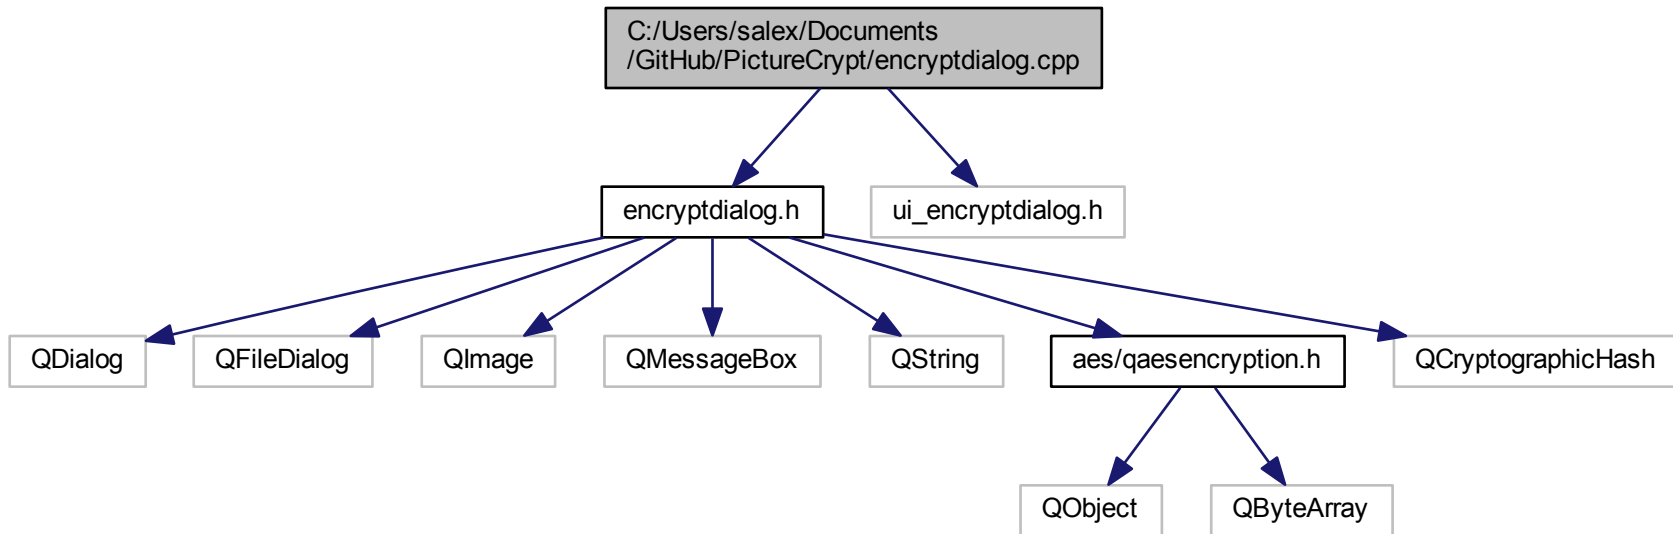 C:/Users/salex/Documents
/GitHub/PictureCrypt/encryptdialog.cpp
encryptdialog.h
ui_encryptdialog.h
QDialog
QFileDialog
QImage
QMessageBox
QString
aes/qaesencryption.h
QCryptographicHash
QObject
QByteArray